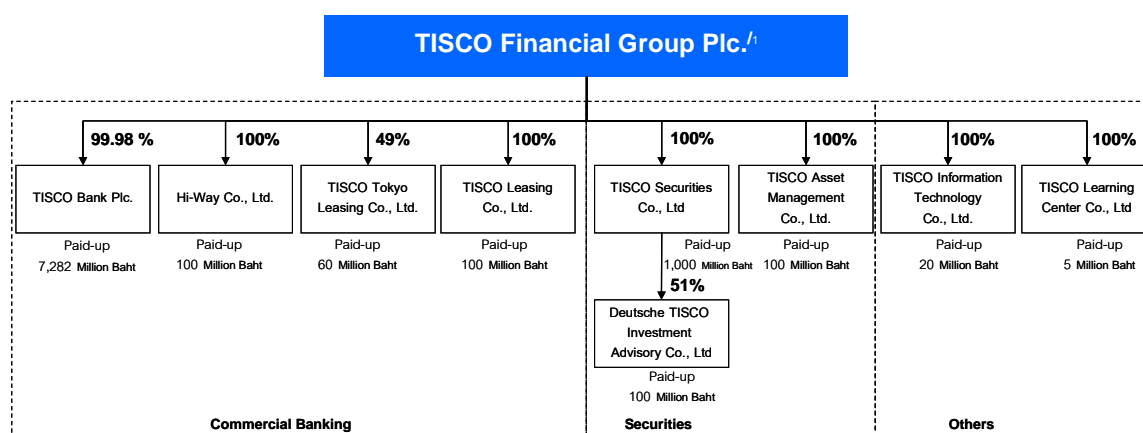 TISCO Financial Group Plc./1
99.98 %
100%
49%
100%
100%
100%
100%
100%
TISCO Bank Plc.
Hi-Way Co., Ltd.
TISCO Tokyo
Leasing Co., Ltd.
TISCO Leasing
Co., Ltd.
TISCO Securities
Co., Ltd
TISCO Asset
Management
Co., Ltd.
TISCO Information
Technology
Co., Ltd.
TISCO Learning
Center Co., Ltd
Paid-up
7,282 Million Baht
Paid-up
100 Million Baht
Paid-up
60 Million Baht
Paid-up
100 Million Baht
Paid-up
1,000 Million Baht
Paid-up
100 Million Baht
Paid-up
20 Million Baht
Paid-up
5 Million Baht
51%
Deutsche TISCO
Investment
Advisory Co., Ltd
Paid-up
100 Million Baht
Commercial Banking
Securities
Others